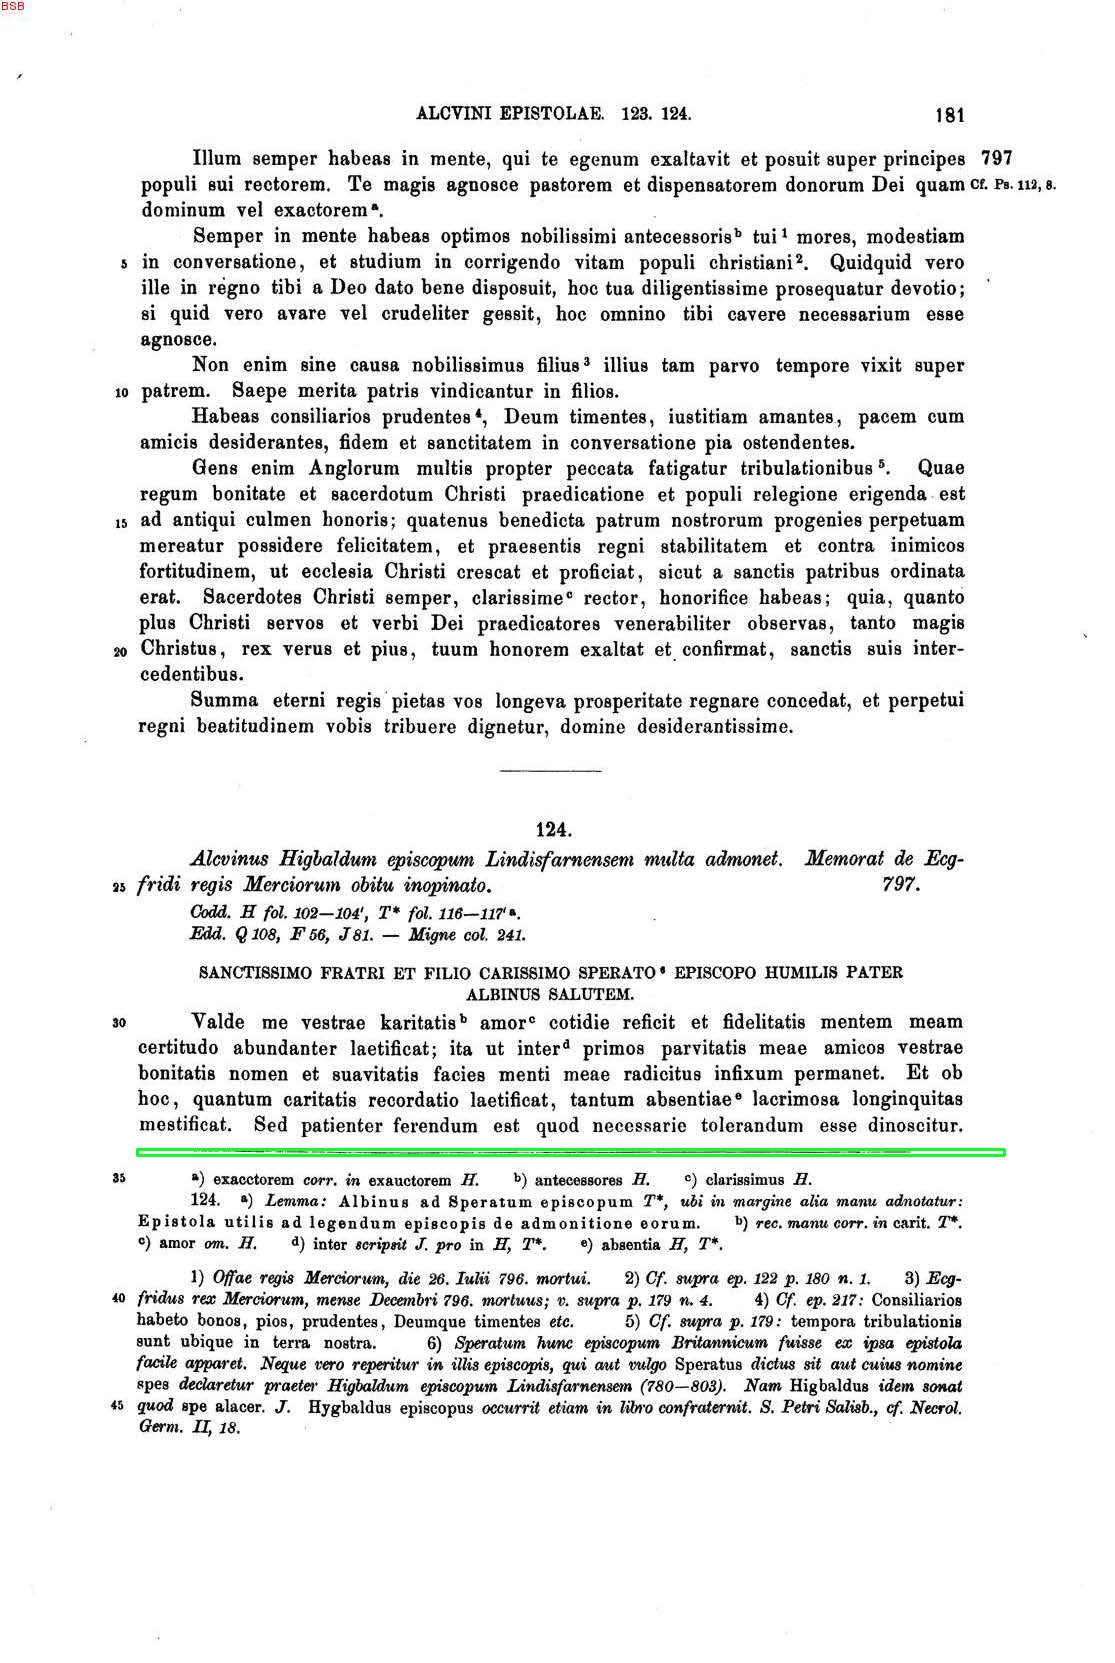 BSB
ALCVINI EPISTOLAE. 123. 124. 181
Illum semper habeas in mente, qui te egenum exaltavit et posuit super principes 797
populi sui rectorem. Te magis agnosce pastorem et dispensatorem donorum Dei quam Cf. Ps. 112, 8.
dominum vel exactorem ᵃ.
Semper in mente habeas optimos nobilissimi antecessoris ᵇ tui ¹ mores, modestiam
5 in conversatione, et studium in corrigendo vitam populi christiani ². Quidquid vero
ille in regno tibi a Deo dato bene disposuit, hoc tua diligentissime prosequatur devotio;
si quid vero avare vel crudeliter gessit, hoc omnino tibi cavere necessarium esse
agnosce.
Non enim sine causa nobilissimus filius ³ illius tam parvo tempore vixit super
10 patrem. Saepe merita patris vindicantur in filios.
Habeas consiliarios prudentes ⁴, Deum timentes, iustitiam amantes, pacem cum
amicis desiderantes, fidem et sanctitatem in conversatione pia ostendentes.
Gens enim Anglorum multis propter peccata fatigatur tribulationibus ⁵. Quae
regum bonitate et sacerdotum Christi praedicatione et populi relegione erigenda est
15 ad antiqui culmen honoris; quatenus benedicta patrum nostrorum progenies perpetuam
mereatur possidere felicitatem, et praesentis regni stabilitatem et contra inimicos
fortitudinem, ut ecclesia Christi crescat et proficiat, sicut a sanctis patribus ordinata
erat. Sacerdotes Christi semper, clarissime ᶜ rector, honorifice habeas; quia, quanto
plus Christi servos et verbi Dei praedicatores venerabiliter observas, tanto magis
20 Christus, rex verus et pius, tuum honorem exaltat et confirmat, sanctis suis inter-
cedentibus.
Summa eterni regis pietas vos longeva prosperitate regnare concedat, et perpetui
regni beatitudinem vobis tribuere dignetur, domine desiderantissime.
124.
Alcvinus Higbaldum episcopum Lindisfarnensem multa admonet. Memorat de Ecg-
25 fridi regis Merciorum obitu inopinato. 797.
Codd. H fol. 102—104', T* fol. 116—117' ᵃ.
Edd. Q 108, F 56, J 81. — Migne col. 241.
SANCTISSIMO FRATRI ET FILIO CARISSIMO SPERATO ⁶ EPISCOPO HUMILIS PATER
ALBINUS SALUTEM.
30 Valde me vestrae karitatis ᵇ amor ᶜ cotidie reficit et fidelitatis mentem meam
certitudo abundanter laetificat; ita ut inter ᵈ primos parvitatis meae amicos vestrae
bonitatis nomen et suavitatis facies menti meae radicitus infixum permanet. Et ob
hoc, quantum caritatis recordatio laetificat, tantum absentiae ᵉ lacrimosa longinquitas
mestificat. Sed patienter ferendum est quod necessarie tolerandum esse dinoscitur.
35 ᵃ) exacctorem corr. in exauctorem H. ᵇ) antecessores H. ᶜ) clarissimus H.
124. ᵃ) Lemma: Albinus ad Speratum episcopum T*, ubi in margine alia manu adnotatur:
Epistola utilis ad legendum episcopis de admonitione eorum. ᵇ) rec. manu corr. in carit. T*.
ᶜ) amor om. H. ᵈ) inter scripsit J. pro in H, T*. ᵉ) absentia H, T*.
1) Offae regis Merciorum, die 26. Iulii 796. mortui. 2) Cf. supra ep. 122 p. 180 n. 1. 3) Ecg-
40 fridus rex Merciorum, mense Decembri 796. mortuus; v. supra p. 179 n. 4. 4) Cf. ep. 217: Consiliarios
habeto bonos, pios, prudentes, Deumque timentes etc. 5) Cf. supra p. 179: tempora tribulationis
sunt ubique in terra nostra. 6) Speratum hunc episcopum Britannicum fuisse ex ipsa epistola
facile apparet. Neque vero reperitur in illis episcopis, qui aut vulgo Speratus dictus sit aut cuius nomine
spes declaretur praeter Higbaldum episcopum Lindisfarnensem (780—803). Nam Higbaldus idem sonat
45 quod spe alacer. J. Hygbaldus episcopus occurrit etiam in libro confraternit. S. Petri Salisb., cf. Necrol.
Germ. II, 18.